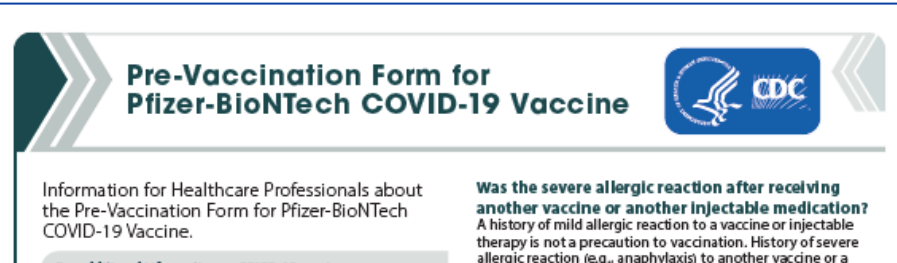 Pre-Vaccination Form for
Pfizer-BioNTech COVID-19 Vaccine
CDC
Information for Healthcare Professionals about
the Pre-Vaccination Form for Pfizer-BioNTech
COVID-19 Vaccine.
Was the severe allergic reaction after receiving
another vaccine or another injectable medication?
A history of mild allergic reaction to a vaccine or injectable
therapy is not a precaution to vaccination. History of severe
allergic reaction (e.g., anaphylaxis) to another vaccine or a